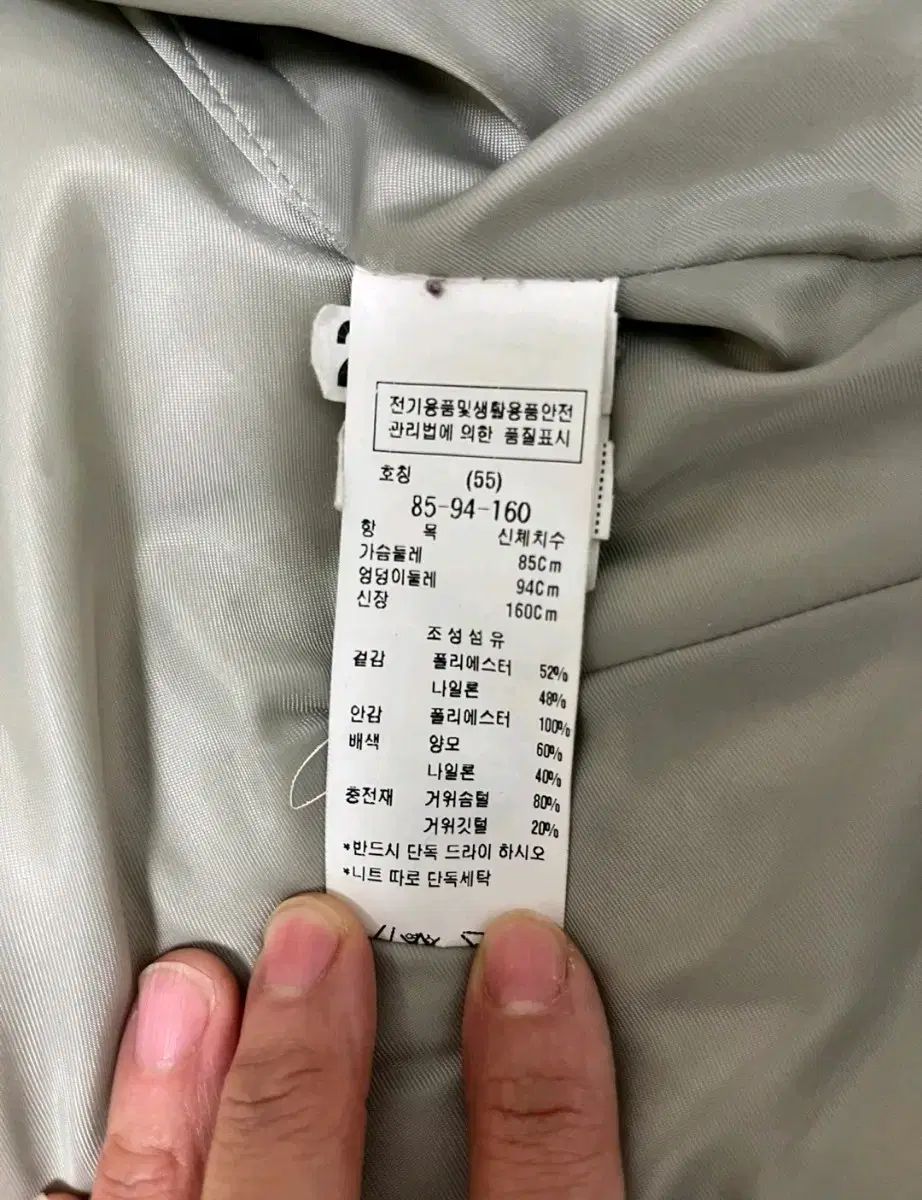 전기용품및생활용품안전
관리법에 의한 품질표시
호칭 (55)
85-94-160
항 목 신체치수
가슴둘레 85Cm
엉덩이둘레 94Cm
신장 160Cm
조성섬유
겉감 폴리에스터 52%
나일론 48%
안감 폴리에스터 100%
배색 양모 60%
나일론 40%
충전재 거위솜털 80%
거위깃털 20%
*반드시 단독 드라이 하시오
*니트 따로 단독세탁